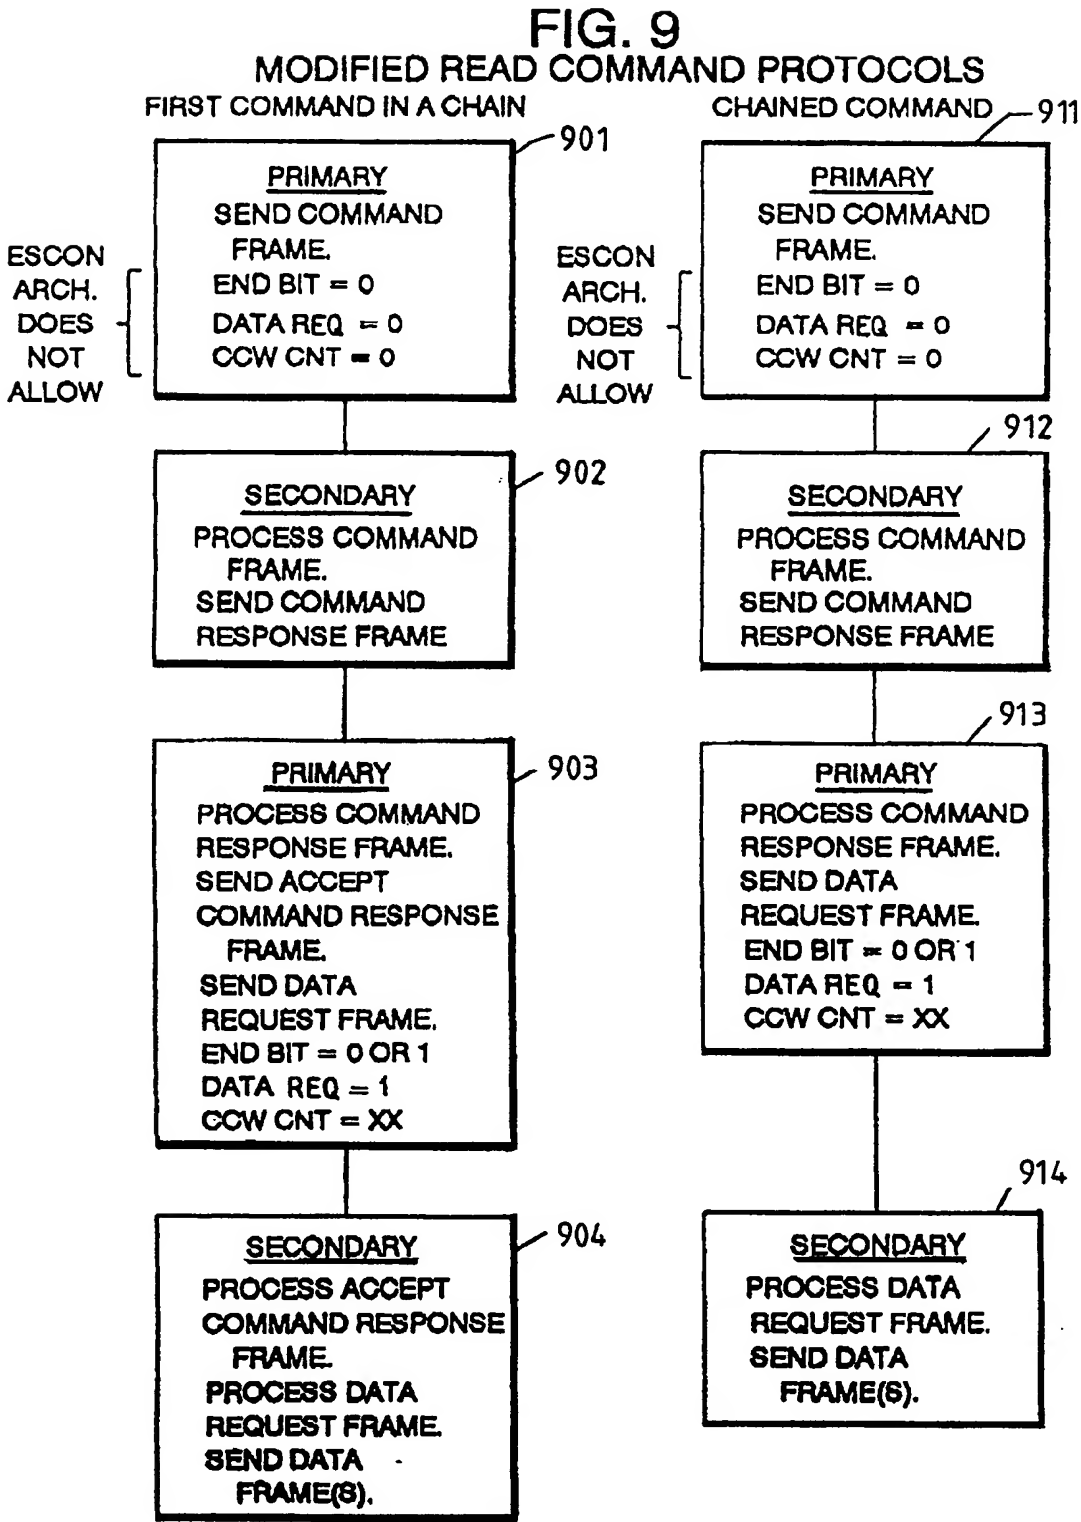 FIG. 9
MODIFIED READ COMMAND PROTOCOLS
FIRST COMMAND IN A CHAIN
901
PRIMARY
SEND COMMAND
FRAME.
END BIT = 0
DATA REQ = 0
CCW CNT = 0
ESCON
ARCH.
DOES
NOT
ALLOW
902
SECONDARY
PROCESS COMMAND
FRAME.
SEND COMMAND
RESPONSE FRAME
903
PRIMARY
PROCESS COMMAND
RESPONSE FRAME.
SEND ACCEPT
COMMAND RESPONSE
FRAME.
SEND DATA
REQUEST FRAME.
END BIT = 0 OR 1
DATA REQ = 1
CCW CNT = XX
904
SECONDARY
PROCESS ACCEPT
COMMAND RESPONSE
FRAME.
PROCESS DATA
REQUEST FRAME.
SEND DATA
FRAME(S).
CHAINED COMMAND
911
PRIMARY
SEND COMMAND
FRAME.
END BIT = 0
DATA REQ = 0
CCW CNT = 0
ESCON
ARCH.
DOES
NOT
ALLOW
912
SECONDARY
PROCESS COMMAND
FRAME.
SEND COMMAND
RESPONSE FRAME
913
PRIMARY
PROCESS COMMAND
RESPONSE FRAME.
SEND DATA
REQUEST FRAME.
END BIT = 0 OR 1
DATA REQ = 1
CCW CNT = XX
914
SECONDARY
PROCESS DATA
REQUEST FRAME.
SEND DATA
FRAME(S).